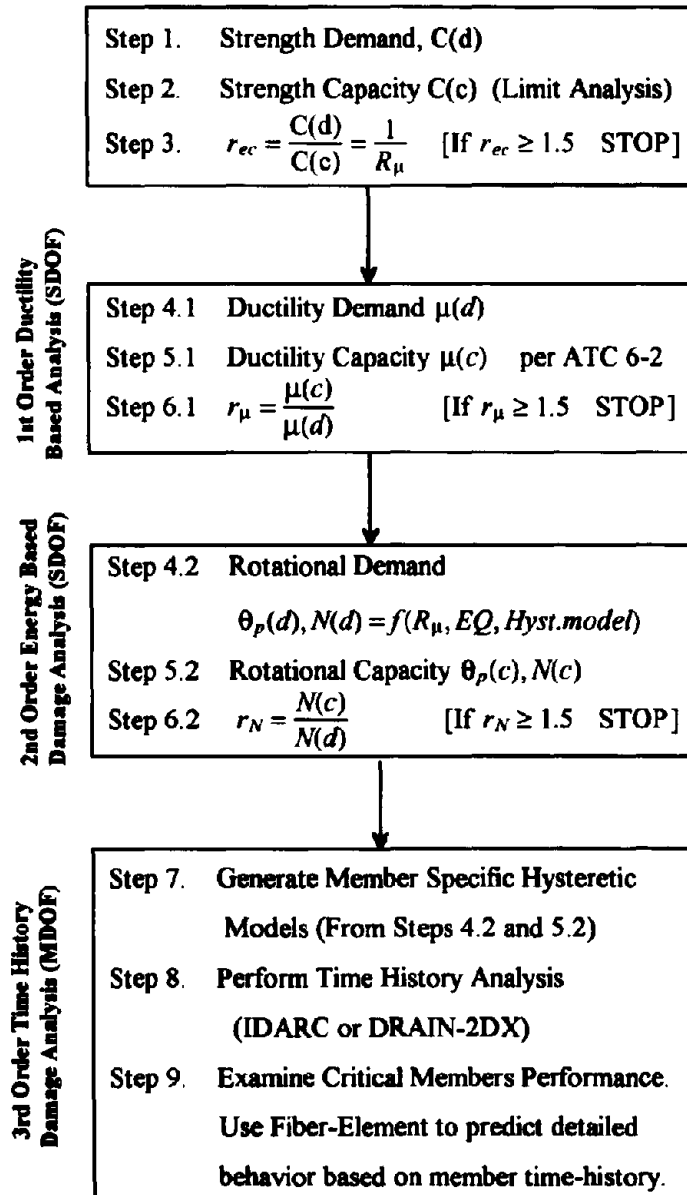 Step 1. Strength Demand, C(d)
Step 2. Strength Capacity C(c) (Limit Analysis)
Step 3. r_ec = C(d)/C(c) = 1/R_μ [If r_ec ≥ 1.5 STOP]
1st Order Ductility
Based Analysis (SDOF)
Step 4.1 Ductility Demand μ(d)
Step 5.1 Ductility Capacity μ(c) per ATC 6-2
Step 6.1 r_μ = μ(c)/μ(d) [If r_μ ≥ 1.5 STOP]
2nd Order Energy Based
Damage Analysis (SDOF)
Step 4.2 Rotational Demand
θ_p(d), N(d) = f(R_μ, EQ, Hyst.model)
Step 5.2 Rotational Capacity θ_p(c), N(c)
Step 6.2 r_N = N(c)/N(d) [If r_N ≥ 1.5 STOP]
3rd Order Time History
Damage Analysis (MDOF)
Step 7. Generate Member Specific Hysteretic
Models (From Steps 4.2 and 5.2)
Step 8. Perform Time History Analysis
(IDARC or DRAIN-2DX)
Step 9. Examine Critical Members Performance.
Use Fiber-Element to predict detailed
behavior based on member time-history.